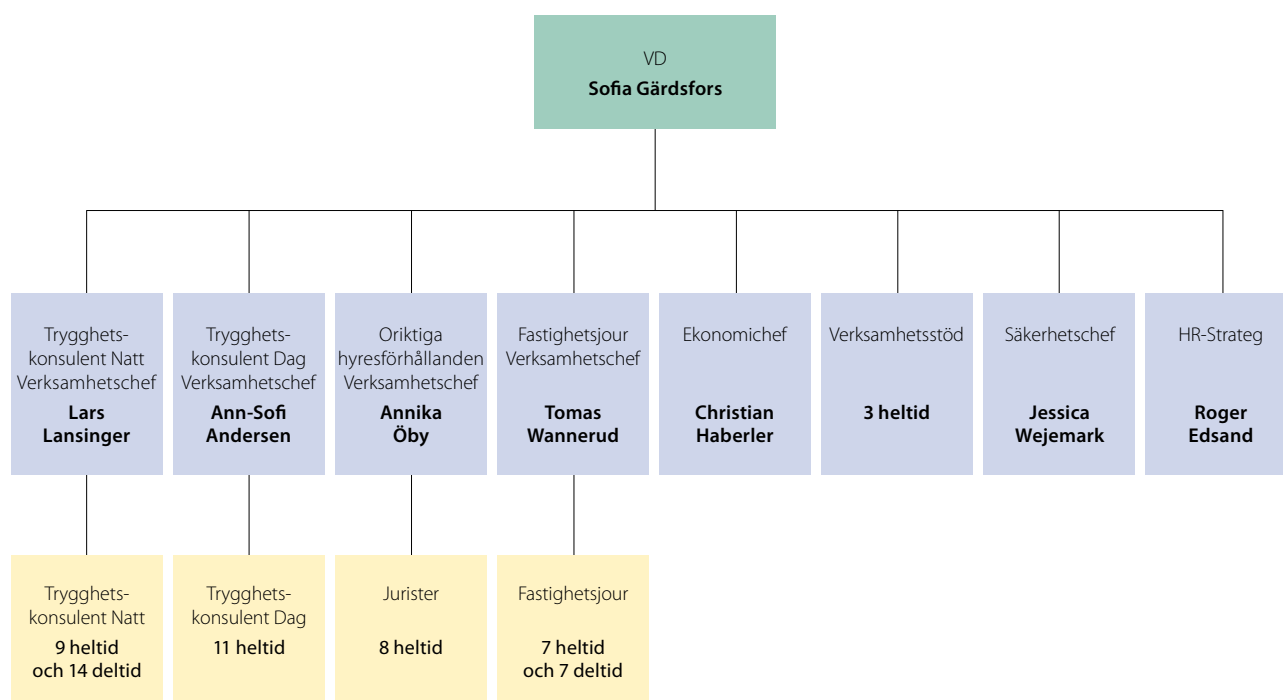 VD
Sofia Gärdsfors
Trygghets-
konsulent Natt
Verksamhetschef
Lars
Lansinger
Trygghets-
konsulent Dag
Verksamhetschef
Ann-Sofi
Andersen
Oriktiga
hyresförhållanden
Verksamhetschef
Annika
Öby
Fastighetsjour
Verksamhetschef
Tomas
Wannerud
Ekonomichef
Christian
Haberler
Verksamhetsstöd
3 heltid
Säkerhetschef
Jessica
Wejemark
HR-Strateg
Roger
Edsand
Trygghets-
konsulent Natt
9 heltid
och 14 deltid
Trygghets-
konsulent Dag
11 heltid
Jurister
8 heltid
Fastighetsjour
7 heltid
och 7 deltid